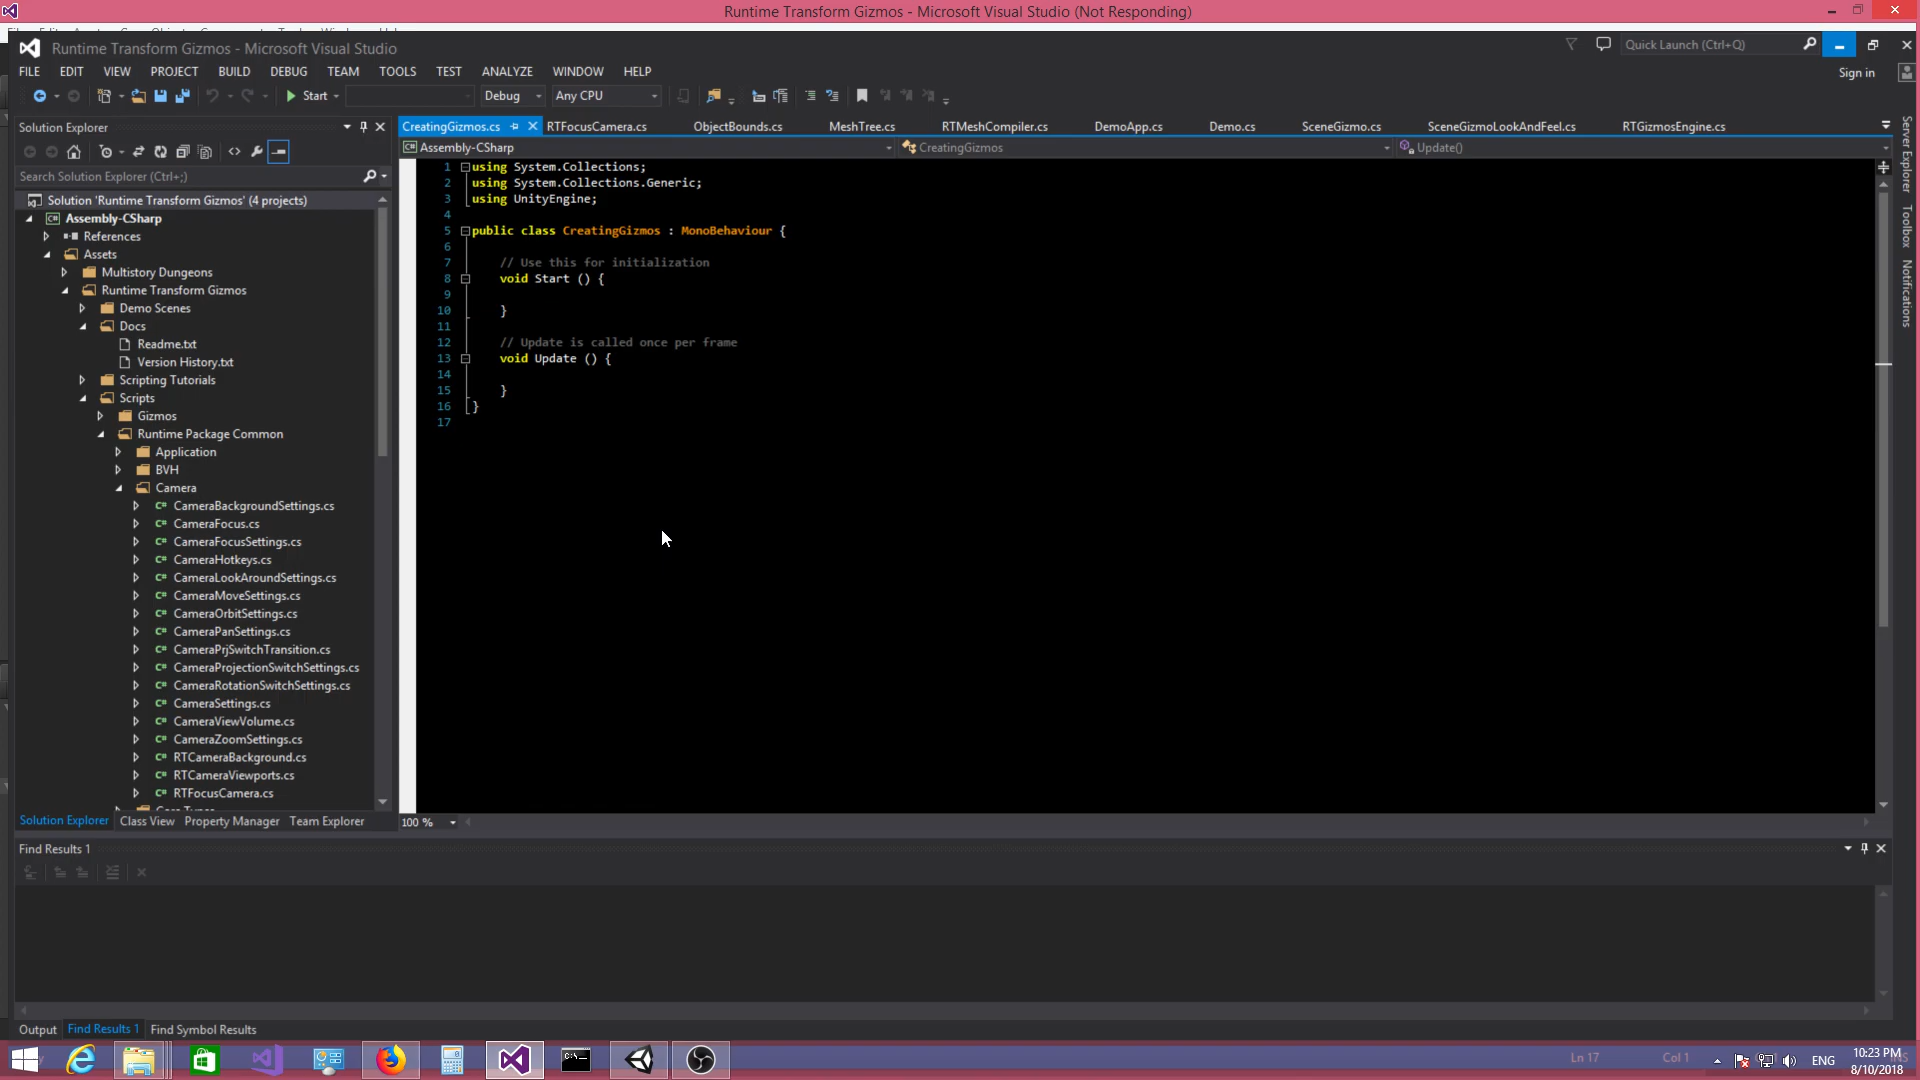 Runtime Transform Gizmos - Microsoft Visual Studio (Not Responding)
Runtime Transform Gizmos - Microsoft Visual Studio
Quick Launch (Ctrl+Q)
FILE EDIT VIEW PROJECT BUILD DEBUG TEAM TOOLS TEST ANALYZE WINDOW HELP
Sign in
Start Debug Any CPU
Solution Explorer
Search Solution Explorer (Ctrl+;)
Solution 'Runtime Transform Gizmos' (4 projects)
Assembly-CSharp
References
Assets
Multistory Dungeons
Runtime Transform Gizmos
Demo Scenes
Docs
Readme.txt
Version History.txt
Scripting Tutorials
Scripts
Gizmos
Runtime Package Common
Application
BVH
Camera
CameraBackgroundSettings.cs
CameraFocus.cs
CameraFocusSettings.cs
CameraHotkeys.cs
CameraLookAroundSettings.cs
CameraMoveSettings.cs
CameraOrbitSettings.cs
CameraPanSettings.cs
CameraPrjSwitchTransition.cs
CameraProjectionSwitchSettings.cs
CameraRotationSwitchSettings.cs
CameraSettings.cs
CameraViewVolume.cs
CameraZoomSettings.cs
RTCameraBackground.cs
RTCameraViewports.cs
RTFocusCamera.cs
Solution Explorer Class View Property Manager Team Explorer
CreatingGizmos.cs RTFocusCamera.cs ObjectBounds.cs MeshTree.cs RTMeshCompiler.cs DemoApp.cs Demo.cs SceneGizmo.cs SceneGizmoLookAndFeel.cs RTGizmosEngine.cs
Assembly-CSharp CreatingGizmos Update()
1 using System.Collections;
2 using System.Collections.Generic;
3 using UnityEngine;
4
5 public class CreatingGizmos : MonoBehaviour {
6
7 // Use this for initialization
8 void Start () {
9
10 }
11
12 // Update is called once per frame
13 void Update () {
14
15 }
16 }
17
100 %
Server Explorer
Toolbox
Notifications
Find Results 1
Output Find Results 1 Find Symbol Results
Ln 17 Col 1
ENG
10:23 PM
8/10/2018